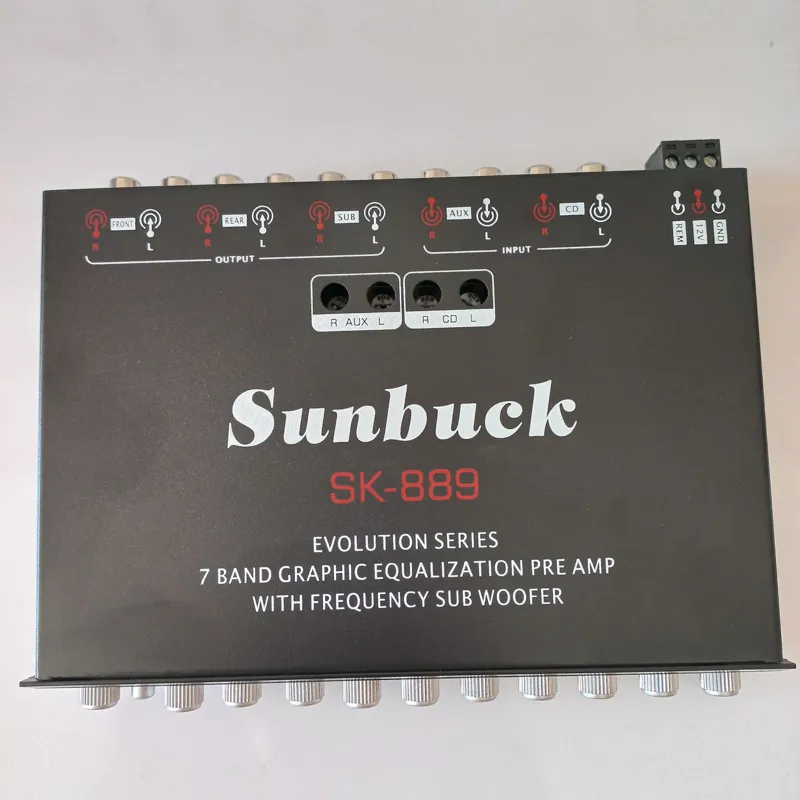 FRONT REAR SUB AUX CD
R L R L R L R L R L
OUTPUT INPUT
REM 12V GND
R AUX L R CD L
Sunbuck
SK-889
EVOLUTION SERIES
7 BAND GRAPHIC EQUALIZATION PRE AMP
WITH FREQUENCY SUB WOOFER